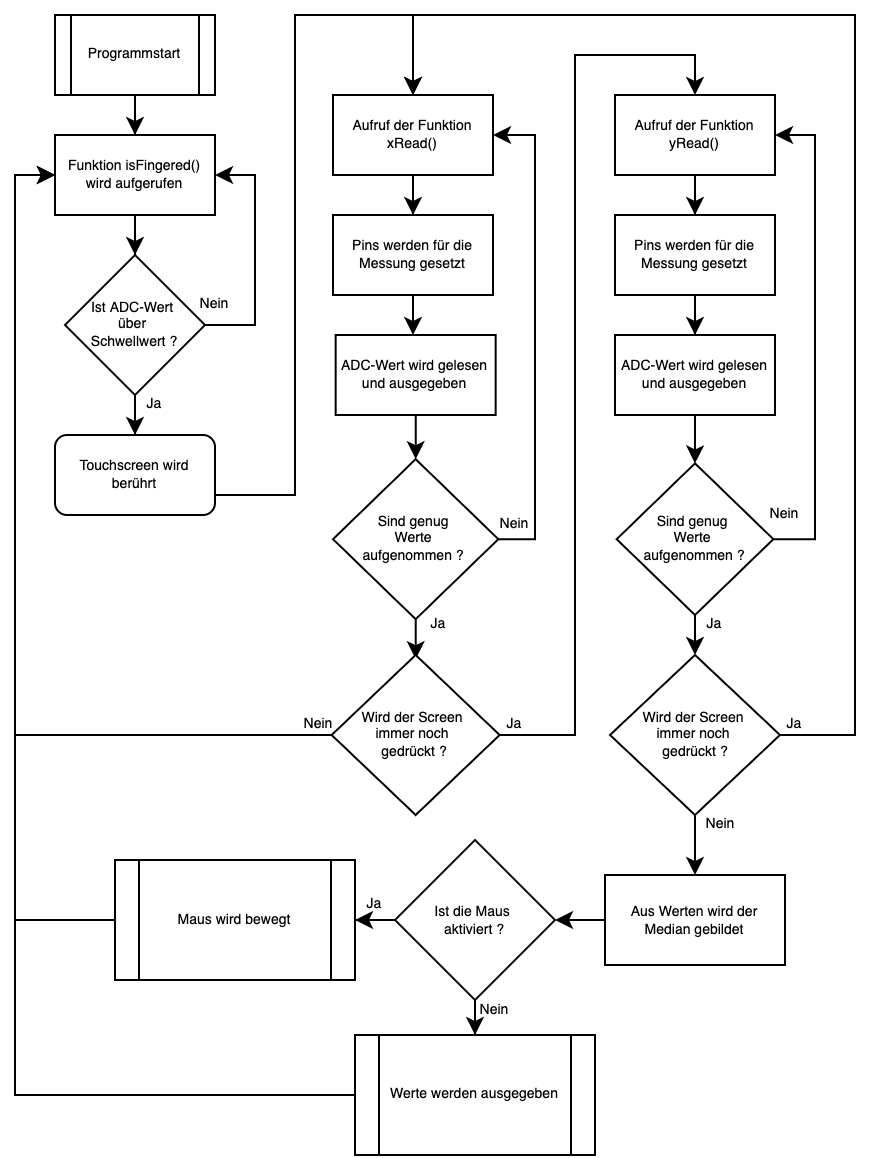 Programmstart
Funktion isFingered()
wird aufgerufen
Ist ADC-Wert
über
Schwellwert ?
Nein
Ja
Touchscreen wird
berührt
Aufruf der Funktion
xRead()
Pins werden für die
Messung gesetzt
ADC-Wert wird gelesen
und ausgegeben
Sind genug
Werte
aufgenommen ?
Nein
Ja
Wird der Screen
immer noch
gedrückt ?
Nein
Ja
Aufruf der Funktion
yRead()
Pins werden für die
Messung gesetzt
ADC-Wert wird gelesen
und ausgegeben
Sind genug
Werte
aufgenommen ?
Nein
Ja
Wird der Screen
immer noch
gedrückt ?
Ja
Nein
Aus Werten wird der
Median gebildet
Ist die Maus
aktiviert ?
Ja
Maus wird bewegt
Nein
Werte werden ausgegeben